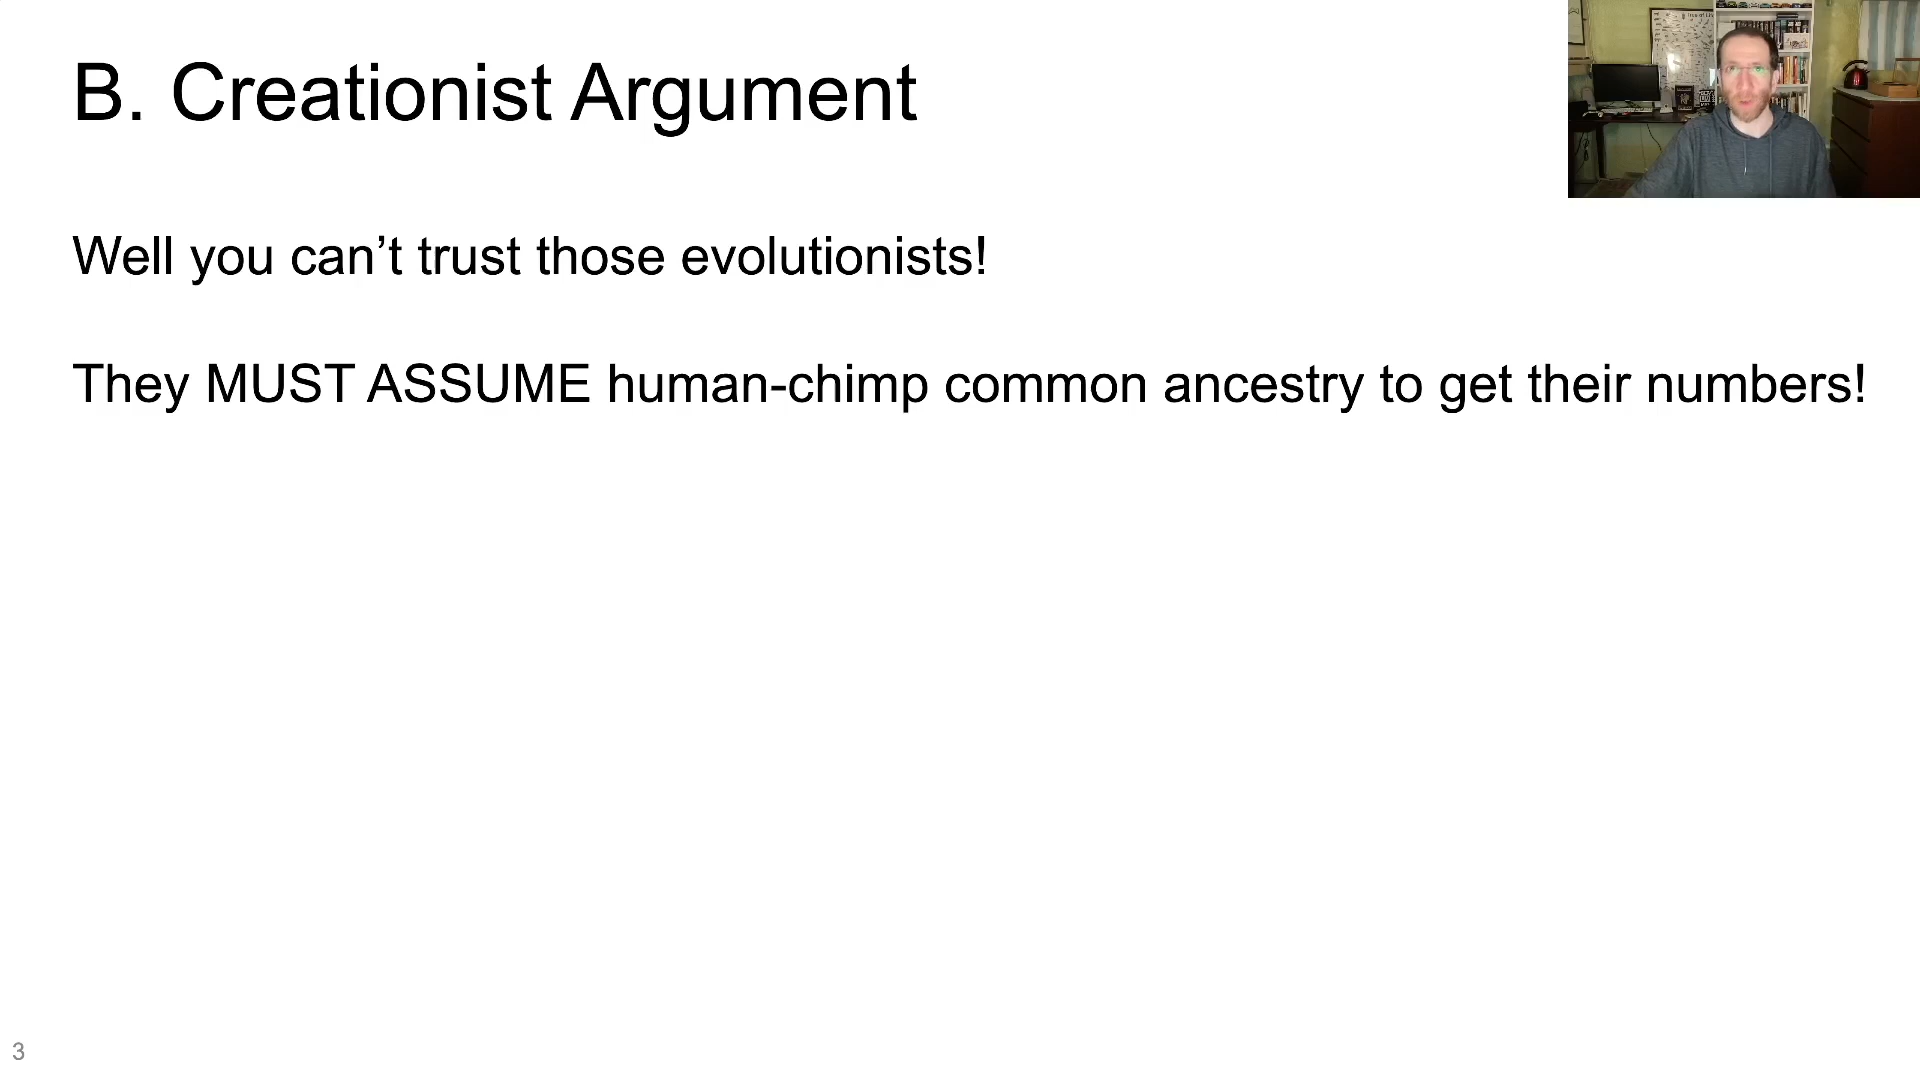 B. Creationist Argument
Well you can’t trust those evolutionists!
They MUST ASSUME human-chimp common ancestry to get their numbers!
3